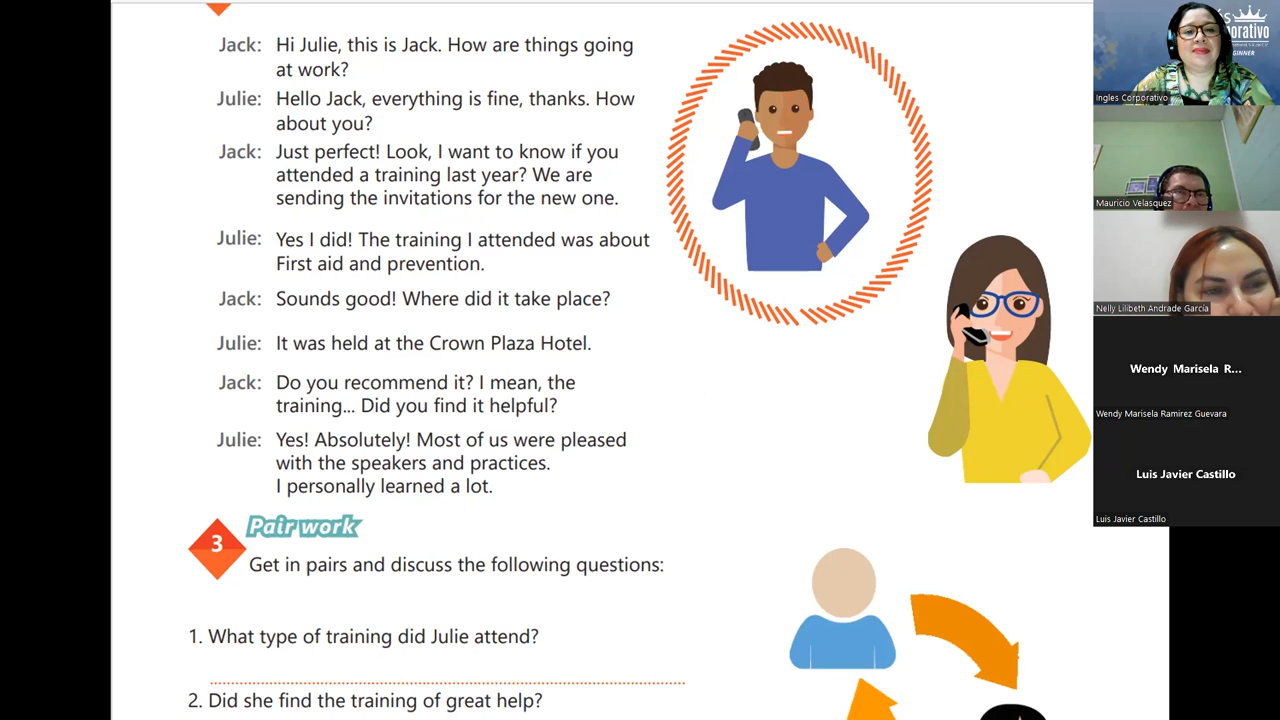 Jack: Hi Julie, this is Jack. How are things going
at work?
Julie: Hello Jack, everything is fine, thanks. How
about you?
Jack: Just perfect! Look, I want to know if you
attended a training last year? We are
sending the invitations for the new one.
Julie: Yes I did! The training I attended was about
First aid and prevention.
Jack: Sounds good! Where did it take place?
Julie: It was held at the Crown Plaza Hotel.
Jack: Do you recommend it? I mean, the
training... Did you find it helpful?
Julie: Yes! Absolutely! Most of us were pleased
with the speakers and practices.
I personally learned a lot.
3 Pair work
Get in pairs and discuss the following questions:
1. What type of training did Julie attend?
2. Did she find the training of great help?
Ingles Corporativo
Mauricio Velasquez
Nelly Lilibeth Andrade García
Wendy Marisela R...
Wendy Marisela Ramirez Guevara
Luis Javier Castillo
Luis Javier Castillo